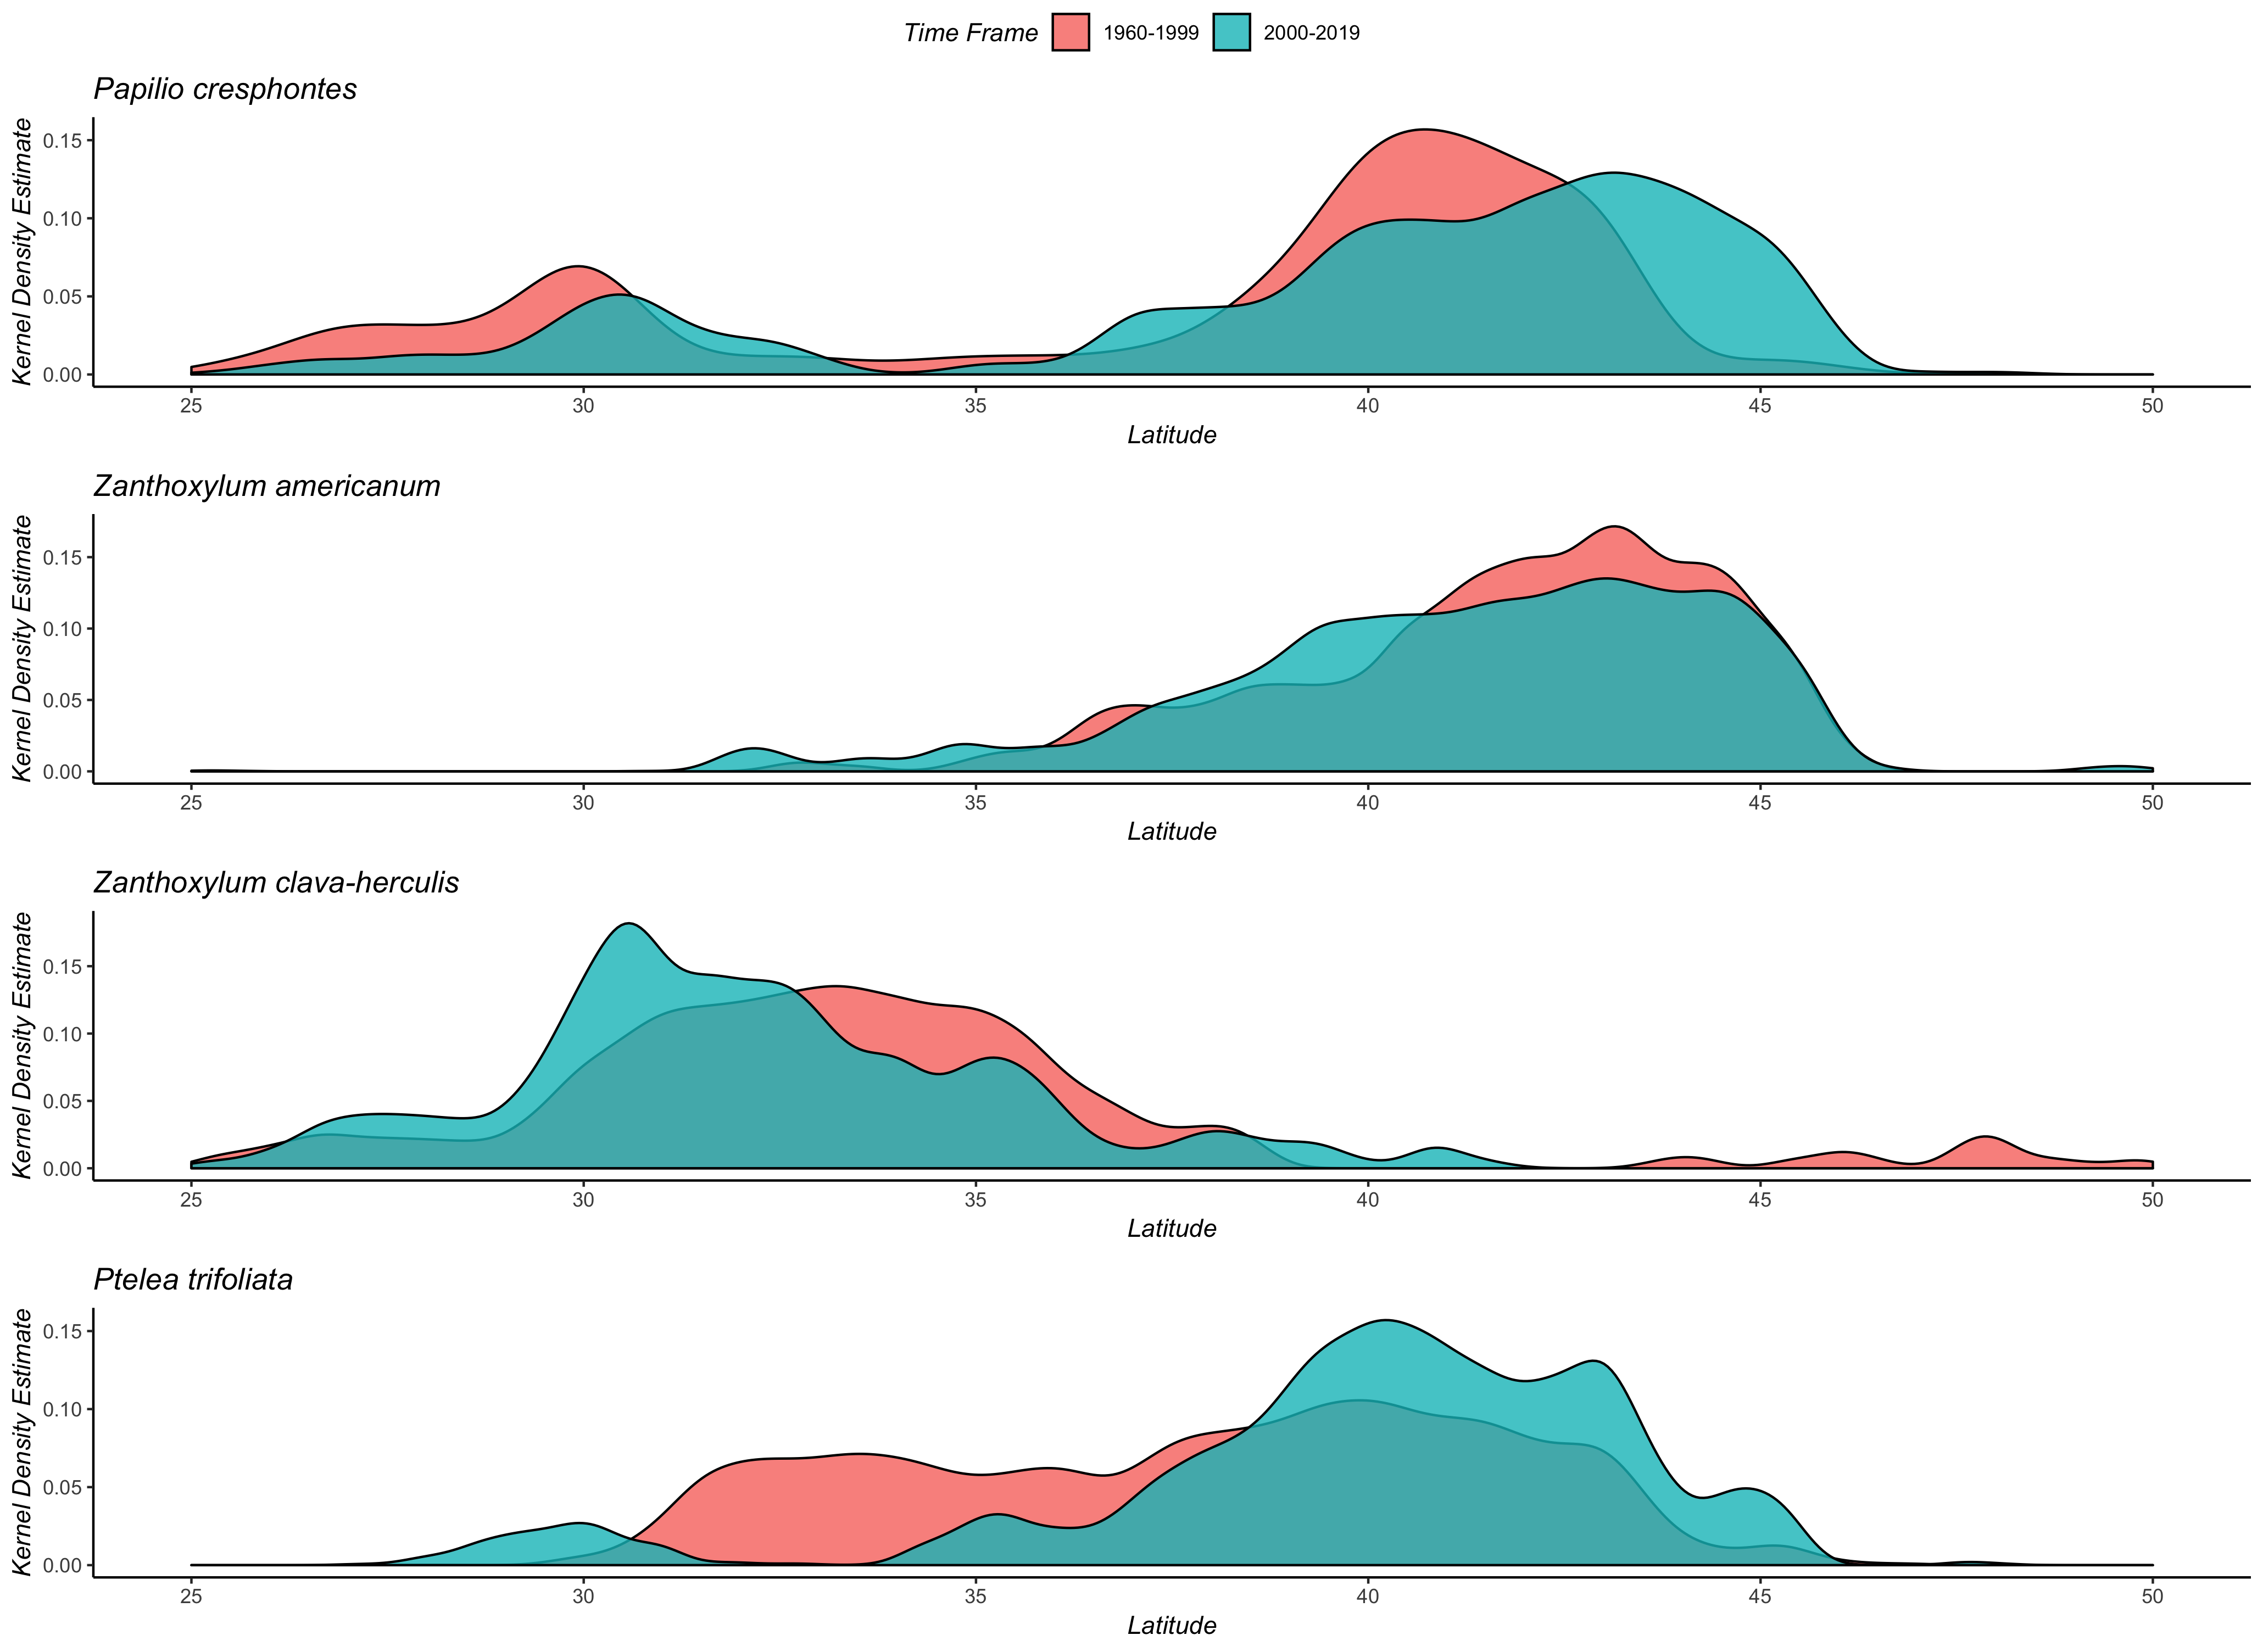 Time Frame 1960-1999 2000-2019
Papilio cresphontes
Kernel Density Estimate
0.15
0.10
0.05
0.00
25 30 35 40 45 50
Latitude
Zanthoxylum americanum
Kernel Density Estimate
0.15
0.10
0.05
0.00
25 30 35 40 45 50
Latitude
Zanthoxylum clava-herculis
Kernel Density Estimate
0.15
0.10
0.05
0.00
25 30 35 40 45 50
Latitude
Ptelea trifoliata
Kernel Density Estimate
0.15
0.10
0.05
0.00
25 30 35 40 45 50
Latitude